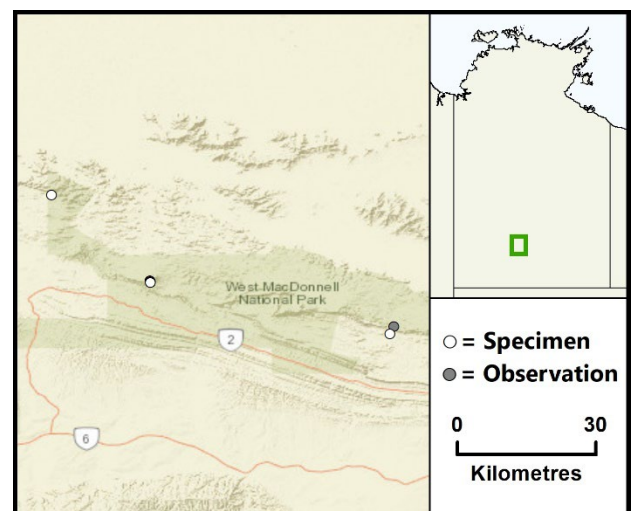 West MacDonnell
National Park
2
6
○ = Specimen
● = Observation
0 30
Kilometres